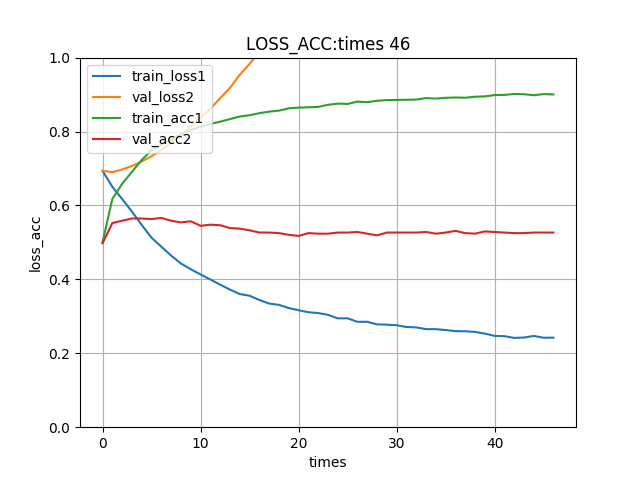 LOSS_ACC:times 46
train_loss1
val_loss2
train_acc1
val_acc2
1.0
0.8
0.6
0.4
0.2
0.0
loss_acc
0 10 20 30 40
times